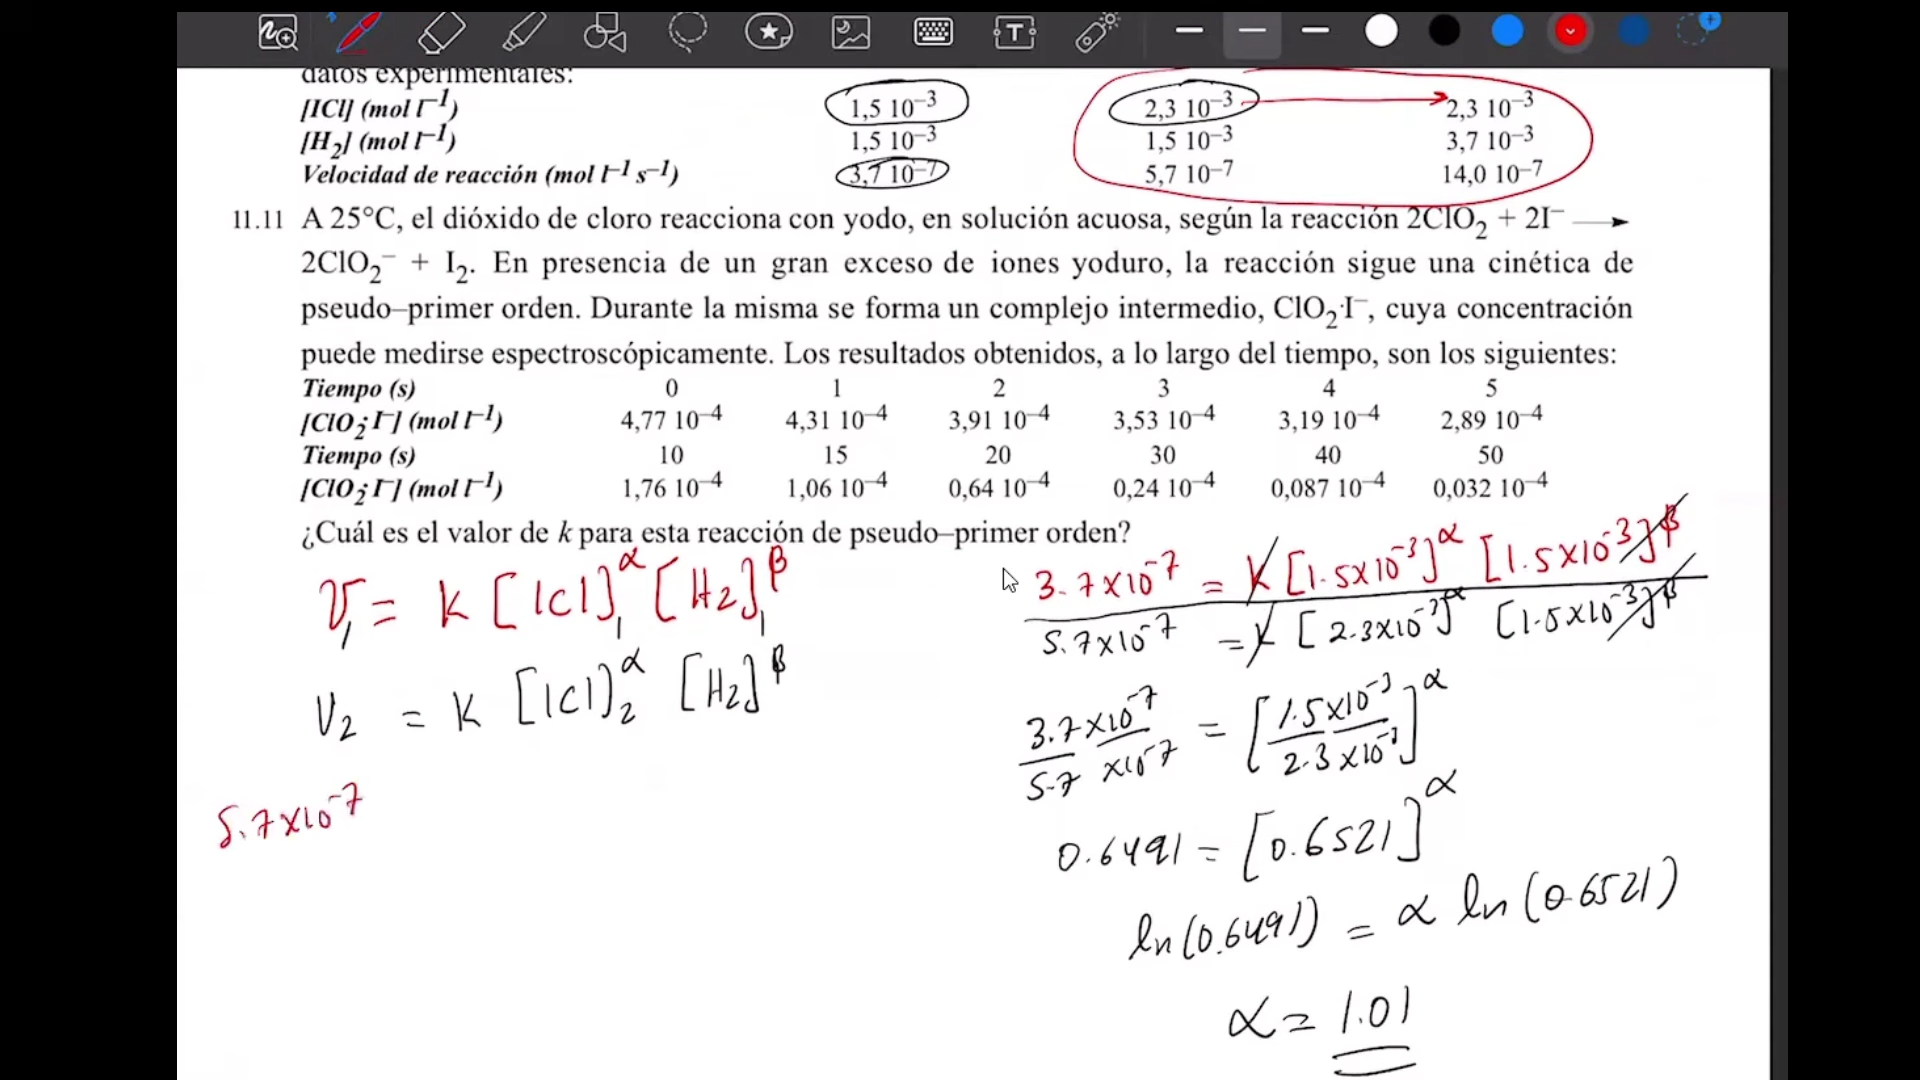 datos experimentales:
[ICl] (mol l⁻¹) 1,5 10⁻³ 2,3 10⁻³ 2,3 10⁻³
[H₂] (mol l⁻¹) 1,5 10⁻³ 1,5 10⁻³ 3,7 10⁻³
Velocidad de reacción (mol l⁻¹ s⁻¹) 3,7 10⁻⁷ 5,7 10⁻⁷ 14,0 10⁻⁷
11.11 A 25°C, el dióxido de cloro reacciona con yodo, en solución acuosa, según la reacción 2ClO₂ + 2I⁻ ⟶
2ClO₂⁻ + I₂. En presencia de un gran exceso de iones yoduro, la reacción sigue una cinética de
pseudo–primer orden. Durante la misma se forma un complejo intermedio, ClO₂·I⁻, cuya concentración
puede medirse espectroscópicamente. Los resultados obtenidos, a lo largo del tiempo, son los siguientes:
Tiempo (s) 0 1 2 3 4 5
[ClO₂·I⁻] (mol l⁻¹) 4,77 10⁻⁴ 4,31 10⁻⁴ 3,91 10⁻⁴ 3,53 10⁻⁴ 3,19 10⁻⁴ 2,89 10⁻⁴
Tiempo (s) 10 15 20 30 40 50
[ClO₂·I⁻] (mol l⁻¹) 1,76 10⁻⁴ 1,06 10⁻⁴ 0,64 10⁻⁴ 0,24 10⁻⁴ 0,087 10⁻⁴ 0,032 10⁻⁴
¿Cuál es el valor de k para esta reacción de pseudo–primer orden?
V₁ = K [ICl]₁^α [H₂]₁^β
V₂ = K [ICl]₂^α [H₂]^β
5.7x10⁻⁷
3.7x10⁻⁷ = K [1.5x10⁻³]^α [1.5x10⁻³]^β
5.7x10⁻⁷ = K [2.3x10⁻³]^α [1.5x10⁻³]^β
3.7x10⁻⁷ = [1.5x10⁻³
5.7 x10⁻⁷ 2.3 x10⁻³]^α
0.6491 = [0.6521]^α
ln(0.6491) = α ln(0.6521)
α = 1.01